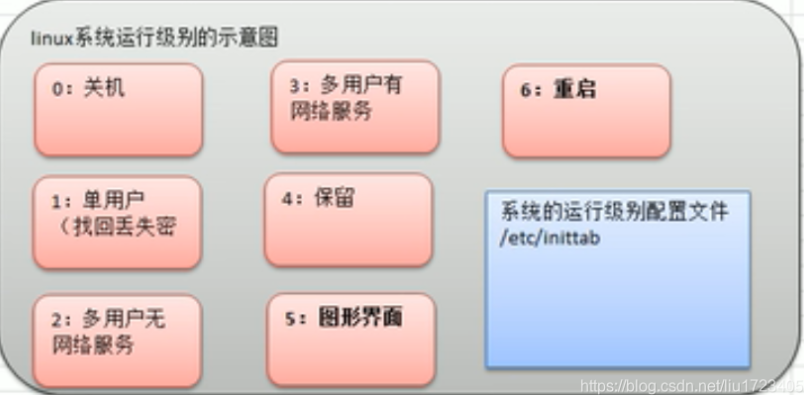 linux系统运行级别的示意图
0：关机
1：单用户
（找回丢失密
2：多用户无
网络服务
3：多用户有
网络服务
4：保留
5：图形界面
6：重启
系统的运行级别配置文件
/etc/inittab
https://blog.csdn.net/liu1723405